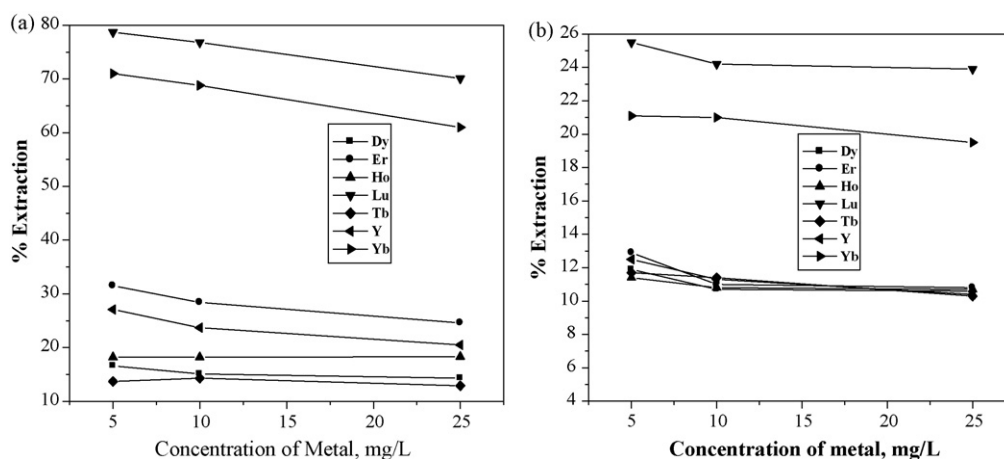 (a)
80
70
60
50
40
30
20
10
% Extraction
Dy
Er
Ho
Lu
Tb
Y
Yb
5 10 15 20 25
Concentration of Metal, mg/L
(b)
26
24
22
20
18
16
14
12
10
8
6
4
% Extraction
Dy
Er
Ho
Lu
Tb
Y
Yb
5 10 15 20 25
Concentration of metal, mg/L